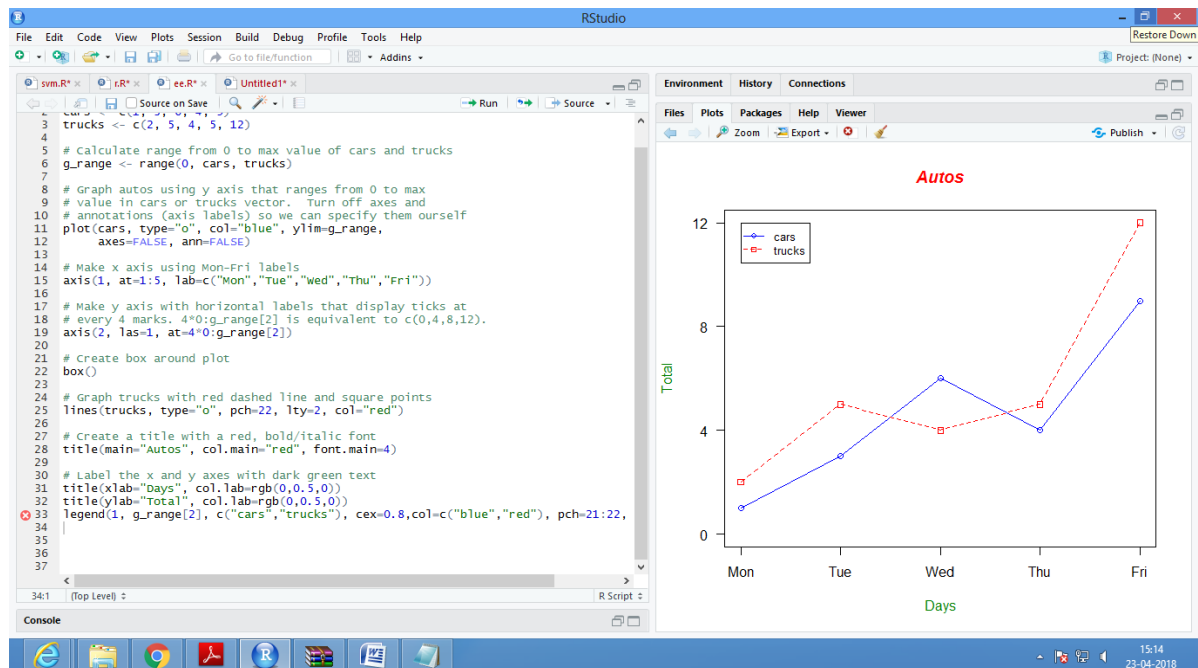 RStudio
File Edit Code View Plots Session Build Debug Profile Tools Help
Restore Down
Go to file/function
Addins
Project: (None)
svm.R* × r.R* × ee.R* × Untitled1* ×
Source on Save
Run
Source
3 trucks <- c(2, 5, 4, 5, 12)
4
5 # Calculate range from 0 to max value of cars and trucks
6 g_range <- range(0, cars, trucks)
7
8 # Graph autos using y axis that ranges from 0 to max
9 # value in cars or trucks vector.  Turn off axes and
10 # annotations (axis labels) so we can specify them ourself
11 plot(cars, type="o", col="blue", ylim=g_range,
12 axes=FALSE, ann=FALSE)
13
14 # Make x axis using Mon-Fri labels
15 axis(1, at=1:5, lab=c("Mon","Tue","Wed","Thu","Fri"))
16
17 # Make y axis with horizontal labels that display ticks at
18 # every 4 marks. 4*0:g_range[2] is equivalent to c(0,4,8,12).
19 axis(2, las=1, at=4*0:g_range[2])
20
21 # Create box around plot
22 box()
23
24 # Graph trucks with red dashed line and square points
25 lines(trucks, type="o", pch=22, lty=2, col="red")
26
27 # Create a title with a red, bold/italic font
28 title(main="Autos", col.main="red", font.main=4)
29
30 # Label the x and y axes with dark green text
31 title(xlab="Days", col.lab=rgb(0,0.5,0))
32 title(ylab="Total", col.lab=rgb(0,0.5,0))
33 legend(1, g_range[2], c("cars","trucks"), cex=0.8,col=c("blue","red"), pch=21:22,
34
35
36
37
34:1 (Top Level) R Script
Console
Environment History Connections
Files Plots Packages Help Viewer
Zoom Export Publish
Autos
cars
trucks
12
8
4
0
Total
Mon Tue Wed Thu Fri
Days
15:14
23-04-2018